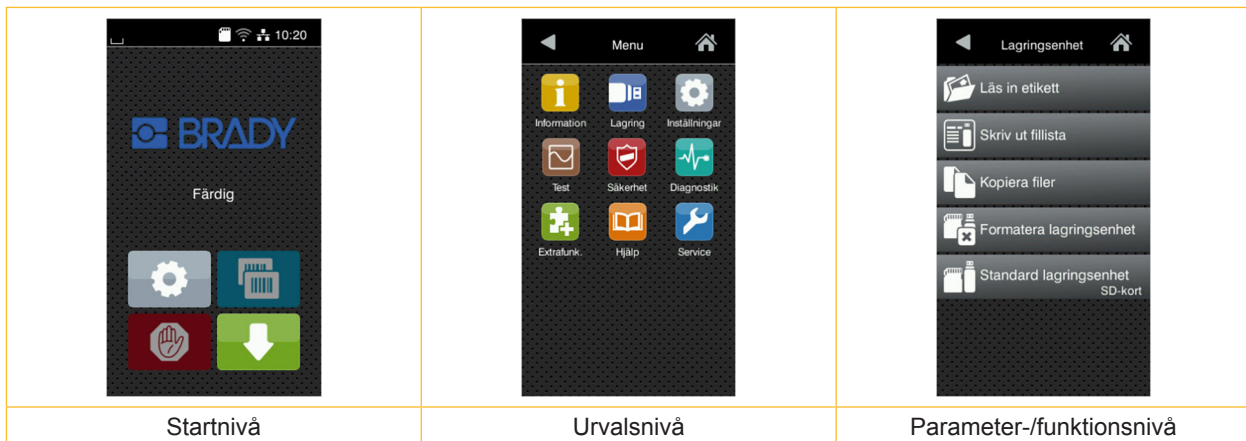 10:20
BRADY
Färdig
Startnivå
Menu
Information Lagring Inställningar
Test Säkerhet Diagnostik
Extrafunk. Hjälp Service
Urvalsnivå
Lagringsenhet
Läs in etikett
Skriv ut fillista
Kopiera filer
Formatera lagringsenhet
Standard lagringsenhet
SD-kort
Parameter-/funktionsnivå